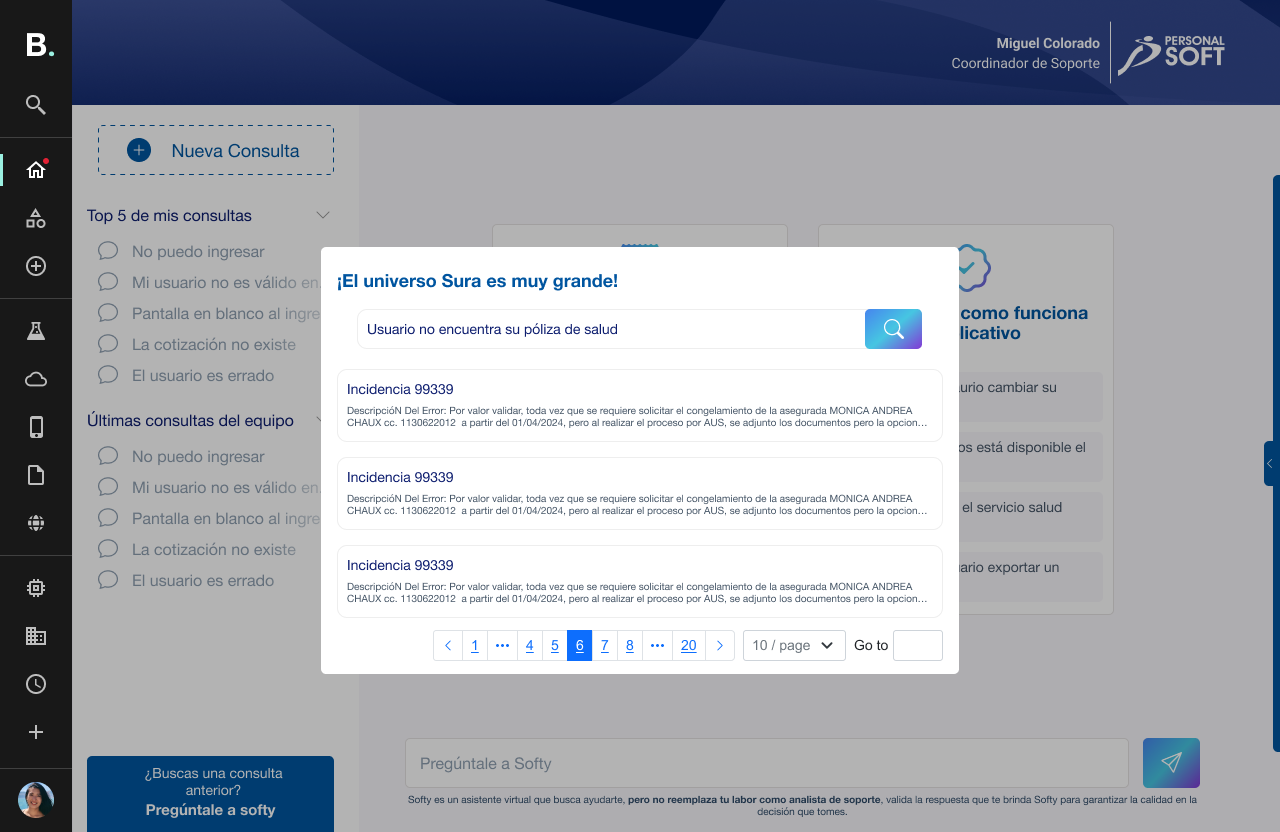 B.
Miguel Colorado
Coordinador de Soporte
PERSONAL
SOFT
Nueva Consulta
Top 5 de mis consultas
No puedo ingresar
Mi usuario no es válido en.
Pantalla en blanco al ingre
La cotización no existe
El usuario es errado
Últimas consultas del equipo
No puedo ingresar
Mi usuario no es válido en.
Pantalla en blanco al ingre
La cotización no existe
El usuario es errado
¿Buscas una consulta
anterior?
Pregúntale a softy
como funciona
licativo
urio cambiar su
os está disponible el
el servicio salud
ario exportar un
¡El universo Sura es muy grande!
Usuario no encuentra su póliza de salud
Incidencia 99339
DescripcióN Del Error: Por valor validar, toda vez que se requiere solicitar el congelamiento de la asegurada MONICA ANDREA
CHAUX cc. 1130622012 a partir del 01/04/2024, pero al realizar el proceso por AUS, se adjunto los documentos pero la opcion...
Incidencia 99339
DescripcióN Del Error: Por valor validar, toda vez que se requiere solicitar el congelamiento de la asegurada MONICA ANDREA
CHAUX cc. 1130622012 a partir del 01/04/2024, pero al realizar el proceso por AUS, se adjunto los documentos pero la opcion...
Incidencia 99339
DescripcióN Del Error: Por valor validar, toda vez que se requiere solicitar el congelamiento de la asegurada MONICA ANDREA
CHAUX cc. 1130622012 a partir del 01/04/2024, pero al realizar el proceso por AUS, se adjunto los documentos pero la opcion...
1 ••• 4 5 6 7 8 ••• 20 10 / page Go to
Pregúntale a Softy
Softy es un asistente virtual que busca ayudarte, pero no reemplaza tu labor como analista de soporte, valida la respuesta que te brinda Softy para garantizar la calidad en la
decisión que tomes.